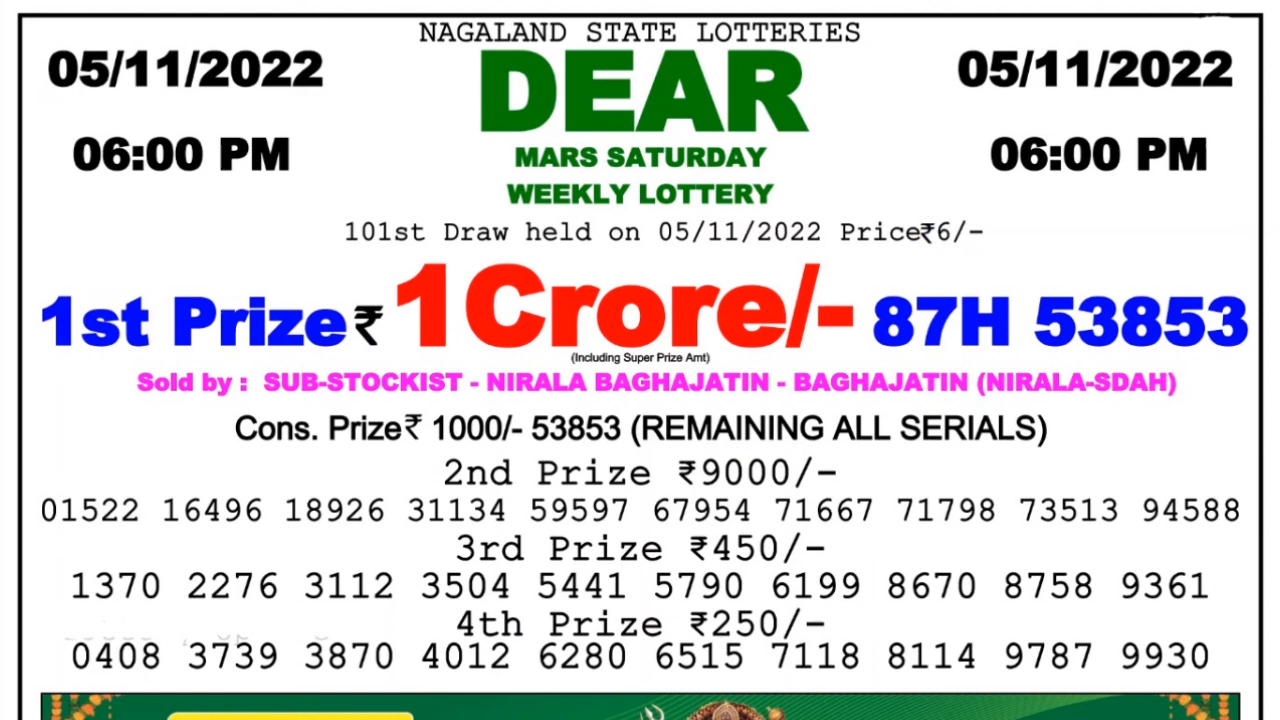 NAGALAND STATE LOTTERIES
05/11/2022 DEAR 05/11/2022
06:00 PM MARS SATURDAY 06:00 PM
WEEKLY LOTTERY
101st Draw held on 05/11/2022 Price₹6/-
1st Prize₹ 1Crore/- 87H 53853
(Including Super Prize Amt)
Sold by : SUB-STOCKIST - NIRALA BAGHAJATIN - BAGHAJATIN (NIRALA-SDAH)
Cons. Prize₹ 1000/- 53853 (REMAINING ALL SERIALS)
2nd Prize ₹9000/-
01522 16496 18926 31134 59597 67954 71667 71798 73513 94588
3rd Prize ₹450/-
1370 2276 3112 3504 5441 5790 6199 8670 8758 9361
4th Prize ₹250/-
0408 3739 3870 4012 6280 6515 7118 8114 9787 9930